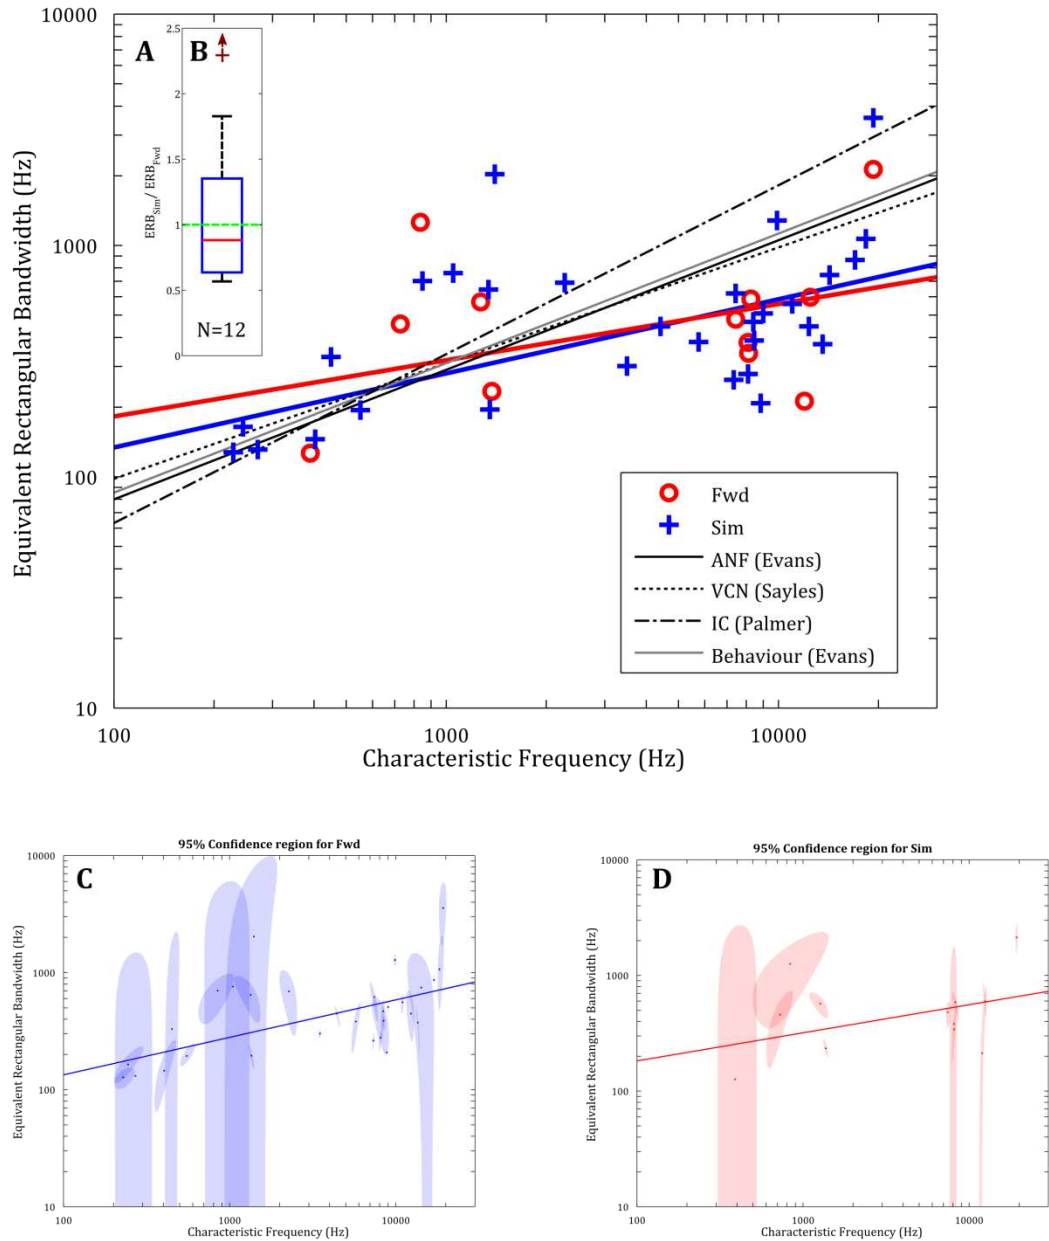 A
B
10000
1000
100
10
Equivalent Rectangular Bandwidth (Hz)
2.5
2
1.5
1
0.5
0
ERB_Sim/ ERB_Fwd
N=12
Fwd
Sim
ANF (Evans)
VCN (Sayles)
IC (Palmer)
Behaviour (Evans)
100
1000
10000
Characteristic Frequency (Hz)
95% Confidence region for Fwd
C
10000
1000
100
10
Equivalent Rectangular Bandwidth (Hz)
100
1000
10000
Characteristic Frequency (Hz)
95% Confidence region for Sim
D
10000
1000
100
10
Equivalent Rectangular Bandwidth (Hz)
100
1000
10000
Characteristic Frequency (Hz)